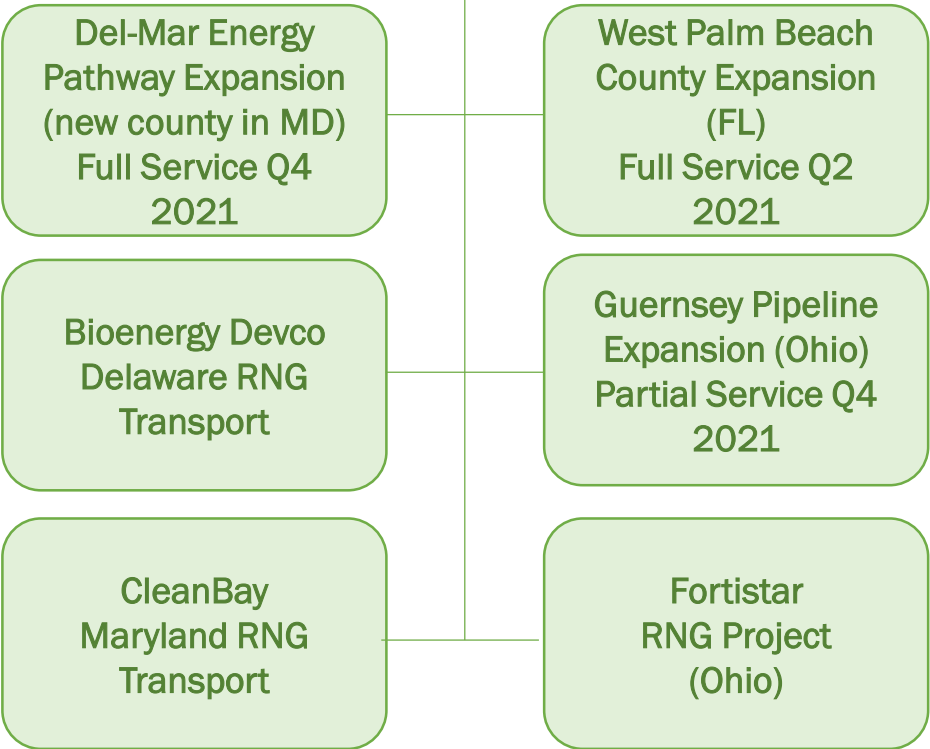 Del-Mar Energy
Pathway Expansion
(new county in MD)
Full Service Q4
2021
West Palm Beach
County Expansion
(FL)
Full Service Q2
2021
Bioenergy Devco
Delaware RNG
Transport
Guernsey Pipeline
Expansion (Ohio)
Partial Service Q4
2021
CleanBay
Maryland RNG
Transport
Fortistar
RNG Project
(Ohio)